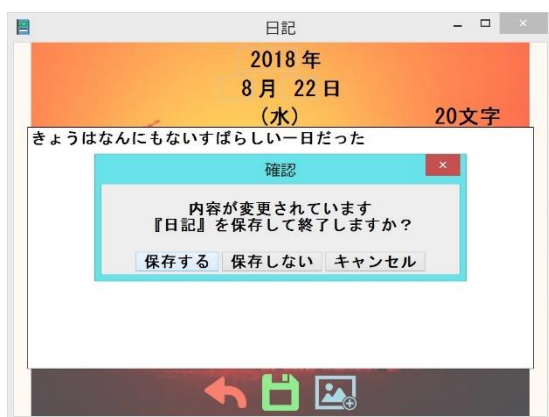 日記
2018 年
8 月 22 日
(水)
20文字
きょうはなんにもないすばらしい一日だった
確認
内容が変更されています
『日記』を保存して終了しますか？
保存する 保存しない キャンセル